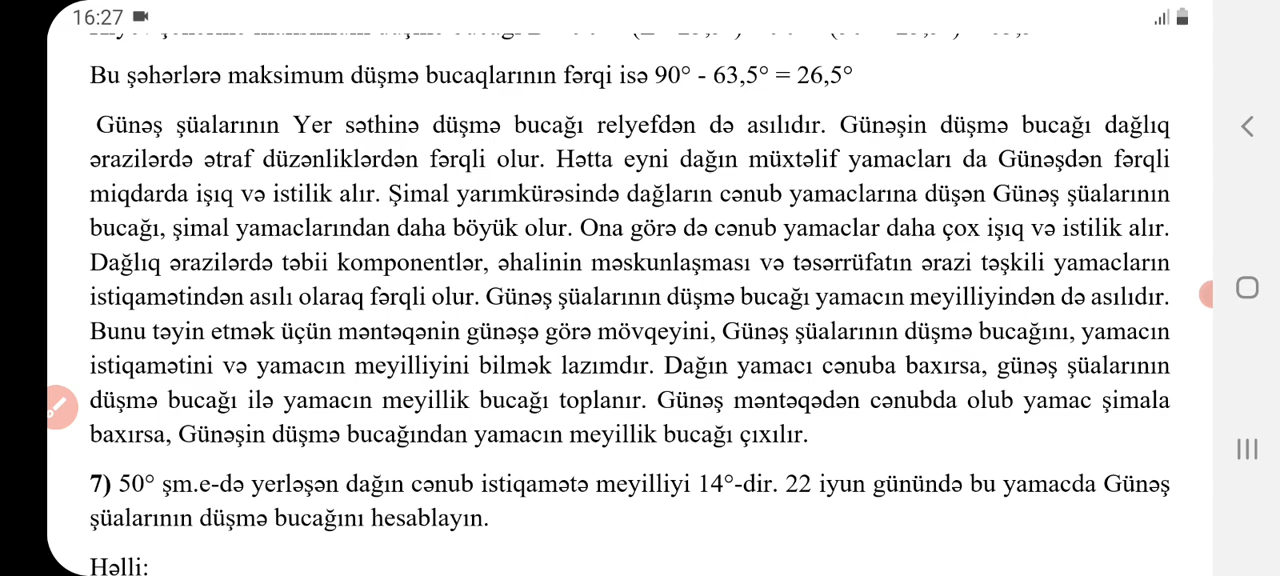 16:27
Bu şəhərlərə maksimum düşmə bucaqlarının fərqi isə 90° - 63,5° = 26,5°
Günəş şüalarının Yer səthinə düşmə bucağı relyefdən də asılıdır. Günəşin düşmə bucağı dağlıq
ərazilərdə ətraf düzənliklərdən fərqli olur. Hətta eyni dağın müxtəlif yamacları da Günəşdən fərqli
miqdarda işıq və istilik alır. Şimal yarımkürəsində dağların cənub yamaclarına düşən Günəş şüalarının
bucağı, şimal yamaclarından daha böyük olur. Ona görə də cənub yamaclar daha çox işıq və istilik alır.
Dağlıq ərazilərdə təbii komponentlər, əhalinin məskunlaşması və təsərrüfatın ərazi təşkili yamacların
istiqamətindən asılı olaraq fərqli olur. Günəş şüalarının düşmə bucağı yamacın meyilliyindən də asılıdır.
Bunu təyin etmək üçün məntəqənin günəşə görə mövqeyini, Günəş şüalarının düşmə bucağını, yamacın
istiqamətini və yamacın meyilliyini bilmək lazımdır. Dağın yamacı cənuba baxırsa, günəş şüalarının
düşmə bucağı ilə yamacın meyillik bucağı toplanır. Günəş məntəqədən cənubda olub yamac şimala
baxırsa, Günəşin düşmə bucağından yamacın meyillik bucağı çıxılır.
7) 50° şm.e-də yerləşən dağın cənub istiqamətə meyilliyi 14°-dir. 22 iyun günündə bu yamacda Günəş
şüalarının düşmə bucağını hesablayın.
Həlli: